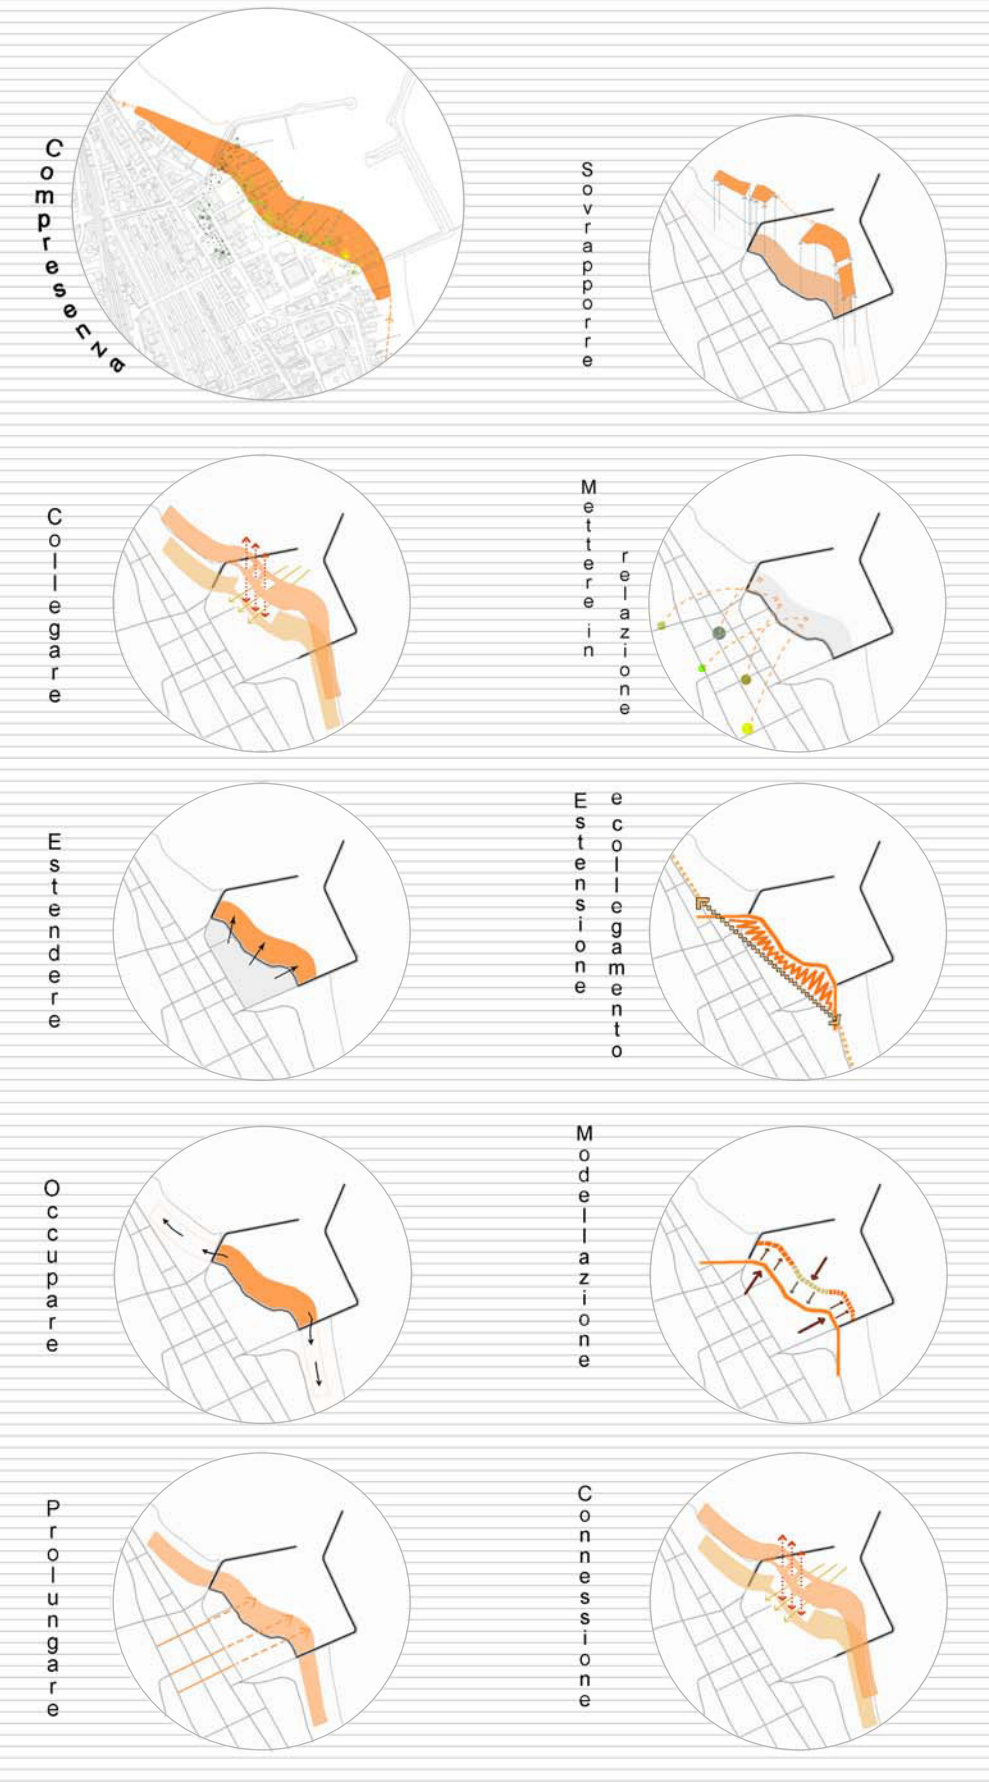 Compresenza
Sovrapporre
Collegare
Mettere in
relazione
Estendere
Estensione
e collegamento
Occupare
Modellazione
Prolungare
Connessione